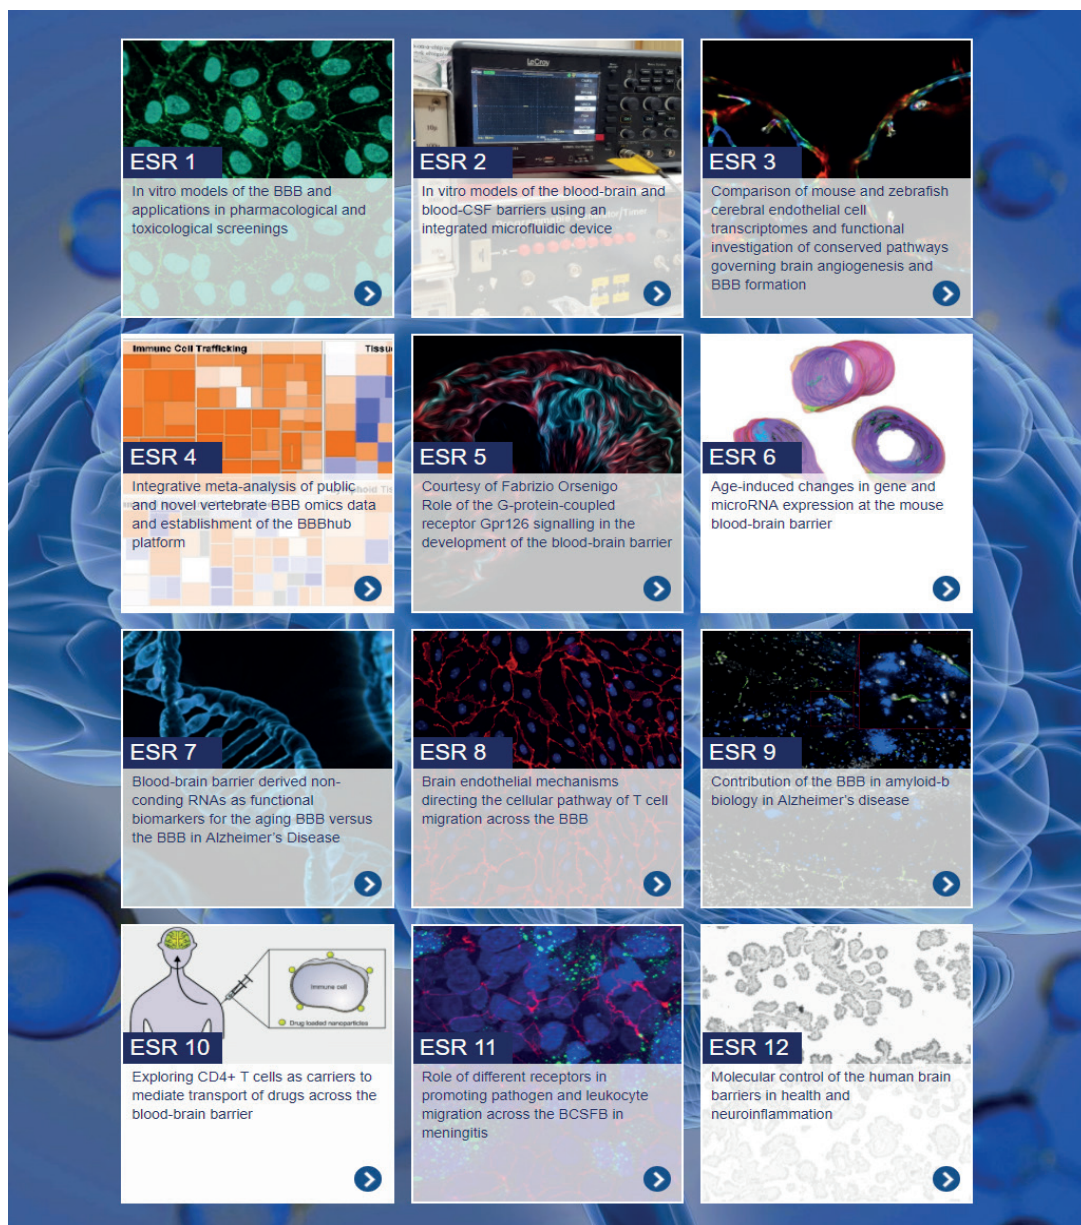 ESR 1
In vitro models of the BBB and
applications in pharmacological and
toxicological screenings
LeCroy
ESR 2
In vitro models of the blood-brain and
blood-CSF barriers using an
integrated microfluidic device
ESR 3
Comparison of mouse and zebrafish
cerebral endothelial cell
transcriptomes and functional
investigation of conserved pathways
governing brain angiogenesis and
BBB formation
Immune Cell Trafficking
Tissu
ESR 4
Integrative meta-analysis of public
and novel vertebrate BBB omics data
and establishment of the BBBhub
platform
ESR 5
Courtesy of Fabrizio Orsenigo
Role of the G-protein-coupled
receptor Gpr126 signalling in the
development of the blood-brain barrier
ESR 6
Age-induced changes in gene and
microRNA expression at the mouse
blood-brain barrier
ESR 7
Blood-brain barrier derived non-
conding RNAs as functional
biomarkers for the aging BBB versus
the BBB in Alzheimer's Disease
ESR 8
Brain endothelial mechanisms
directing the cellular pathway of T cell
migration across the BBB
ESR 9
Contribution of the BBB in amyloid-b
biology in Alzheimer's disease
Immune cell
Drug loaded nanoparticles
ESR 10
Exploring CD4+ T cells as carriers to
mediate transport of drugs across the
blood-brain barrier
ESR 11
Role of different receptors in
promoting pathogen and leukocyte
migration across the BCSFB in
meningitis
ESR 12
Molecular control of the human brain
barriers in health and
neuroinflammation